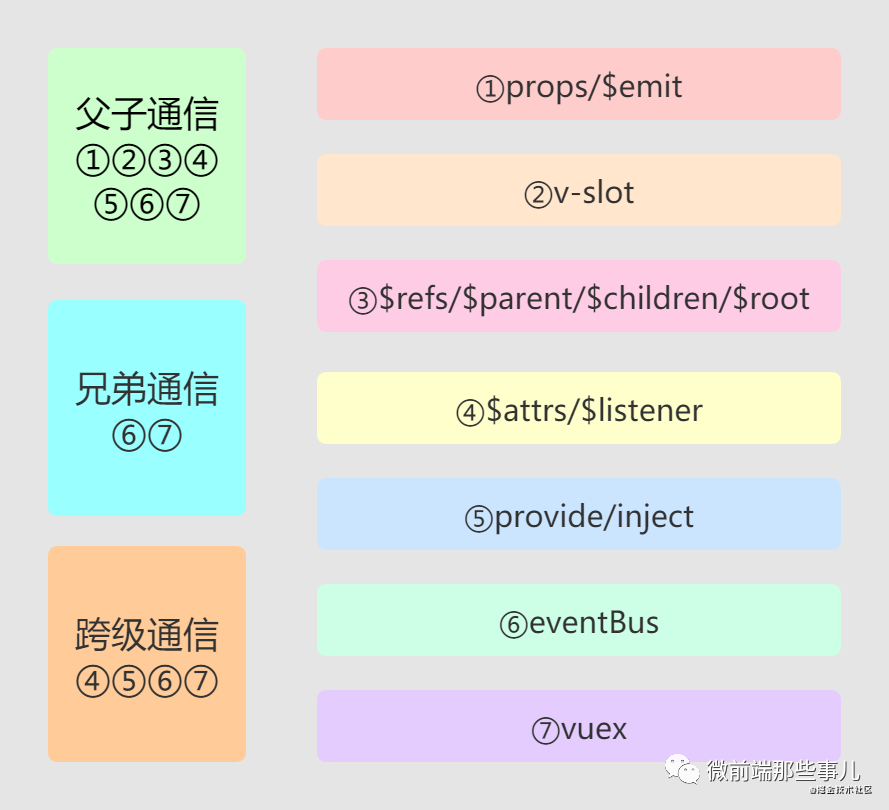 父子通信
①②③④
⑤⑥⑦
兄弟通信
⑥⑦
跨级通信
④⑤⑥⑦
①props/$emit
②v-slot
③$refs/$parent/$children/$root
④$attrs/$listener
⑤provide/inject
⑥eventBus
⑦vuex
微前端那些事儿
@掘金技术社区